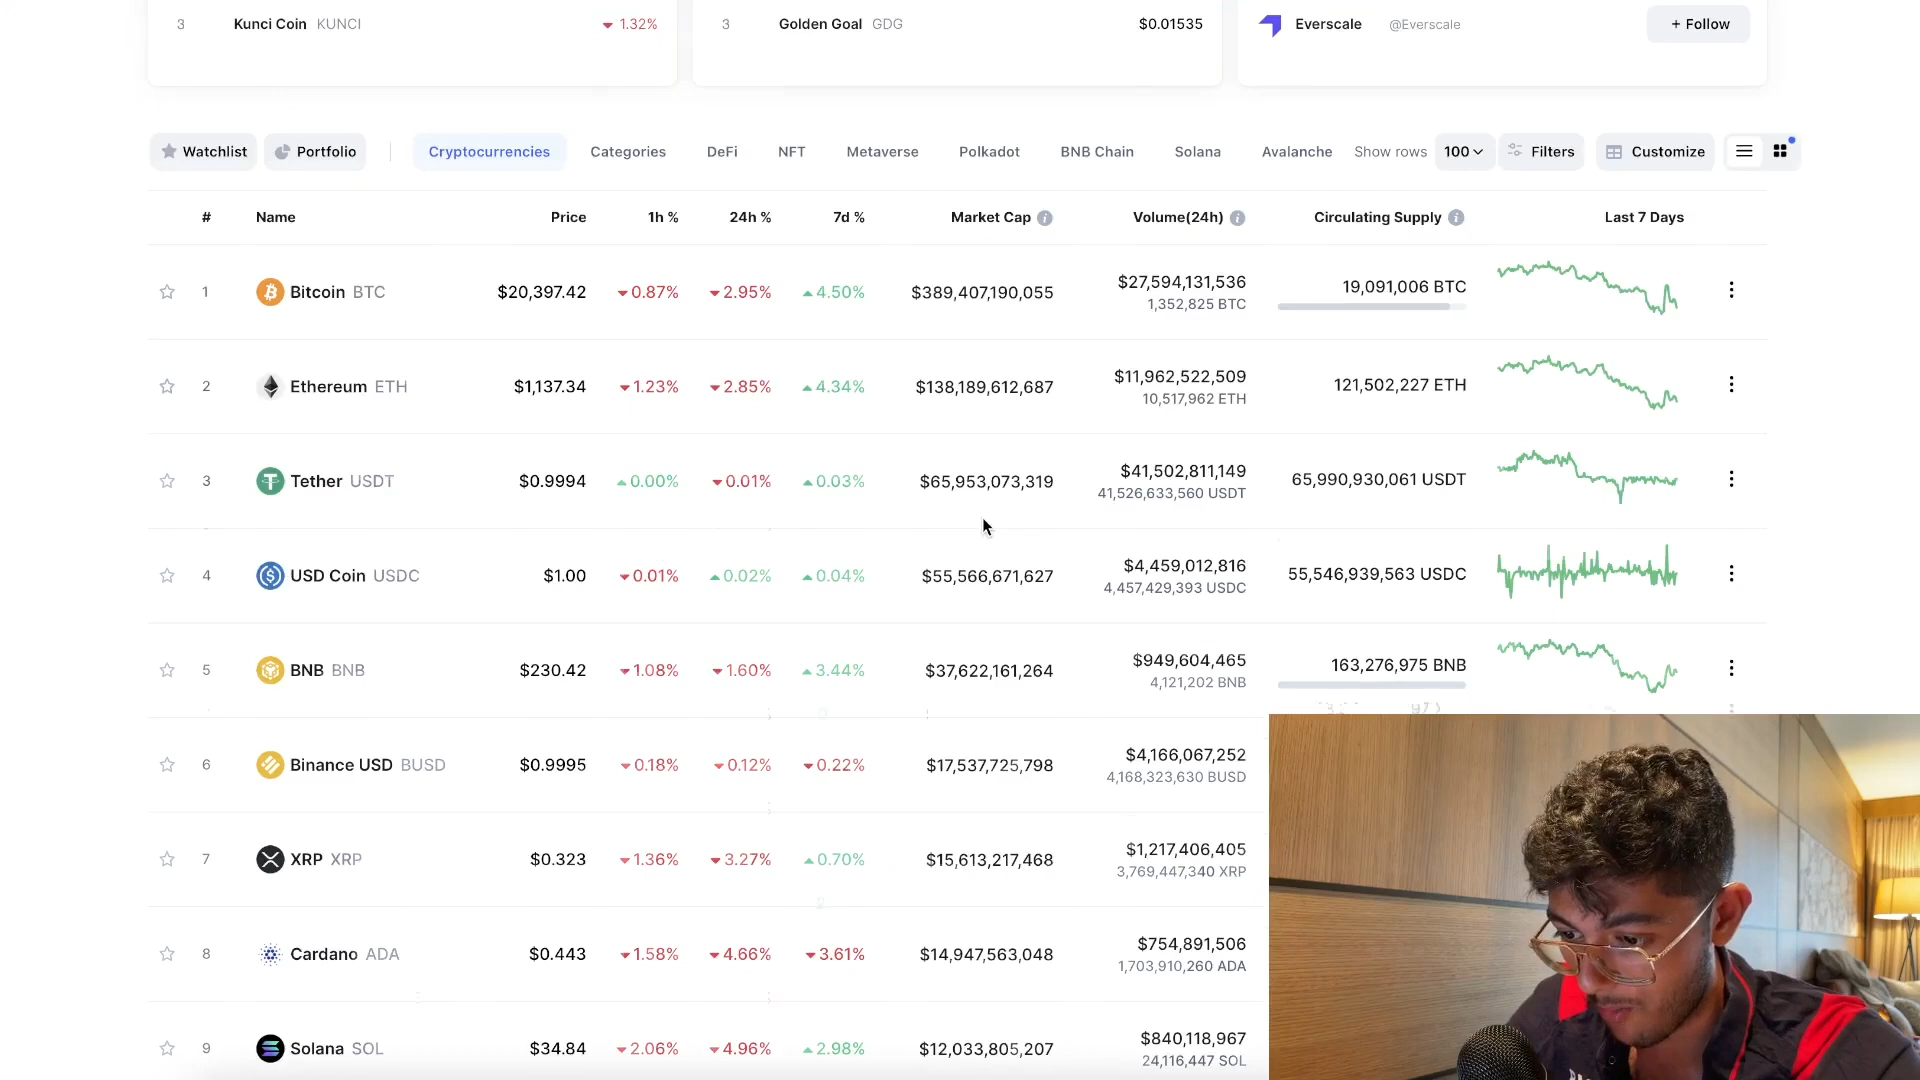 3 Kunci Coin KUNCI 1.32% 3 Golden Goal GDG $0.01535 Everscale @Everscale + Follow
Watchlist Portfolio Cryptocurrencies Categories DeFi NFT Metaverse Polkadot BNB Chain Solana Avalanche Show rows 100 Filters Customize
# Name Price 1h % 24h % 7d % Market Cap Volume(24h) Circulating Supply Last 7 Days
1 Bitcoin BTC $20,397.42 0.87% 2.95% 4.50% $389,407,190,055 $27,594,131,536 19,091,006 BTC
1,352,825 BTC
2 Ethereum ETH $1,137.34 1.23% 2.85% 4.34% $138,189,612,687 $11,962,522,509 121,502,227 ETH
10,517,962 ETH
3 Tether USDT $0.9994 0.00% 0.01% 0.03% $65,953,073,319 $41,502,811,149 65,990,930,061 USDT
41,526,633,560 USDT
4 USD Coin USDC $1.00 0.01% 0.02% 0.04% $55,566,671,627 $4,459,012,816 55,546,939,563 USDC
4,457,429,393 USDC
5 BNB BNB $230.42 1.08% 1.60% 3.44% $37,622,161,264 $949,604,465 163,276,975 BNB
4,121,202 BNB
6 Binance USD BUSD $0.9995 0.18% 0.12% 0.22% $17,537,725,798 $4,166,067,252
4,168,323,630 BUSD
7 XRP XRP $0.323 1.36% 3.27% 0.70% $15,613,217,468 $1,217,406,405
3,769,447,340 XRP
8 Cardano ADA $0.443 1.58% 4.66% 3.61% $14,947,563,048 $754,891,506
1,703,910,260 ADA
9 Solana SOL $34.84 2.06% 4.96% 2.98% $12,033,805,207 $840,118,967
24,116,447 SOL